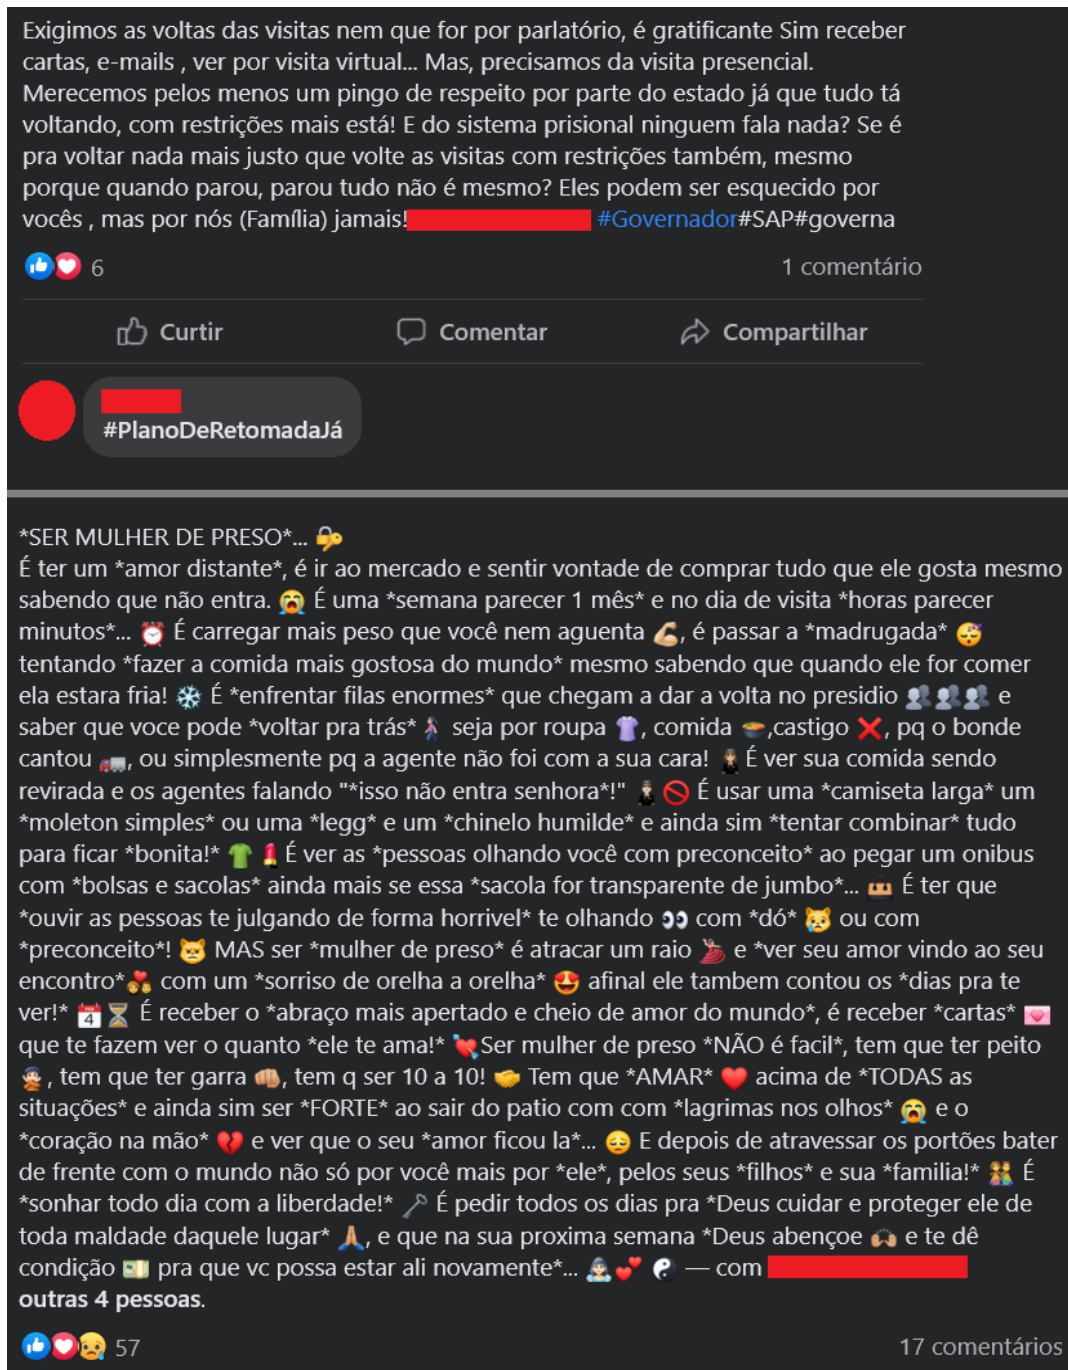 Exigimos as voltas das visitas nem que for por parlatório, é gratificante Sim receber
cartas, e-mails , ver por visita virtual... Mas, precisamos da visita presencial.
Merecemos pelos menos um pingo de respeito por parte do estado já que tudo tá
voltando, com restrições mais está! E do sistema prisional ninguem fala nada? Se é
pra voltar nada mais justo que volte as visitas com restrições também, mesmo
porque quando parou, parou tudo não é mesmo? Eles podem ser esquecido por
vocês , mas por nós (Família) jamais! #Governador#SAP#governa
6 1 comentário
Curtir Comentar Compartilhar
#PlanoDeRetomadaJá
*SER MULHER DE PRESO*... 🔐
É ter um *amor distante*, é ir ao mercado e sentir vontade de comprar tudo que ele gosta mesmo
sabendo que não entra. 😭 É uma *semana parecer 1 mês* e no dia de visita *horas parecer
minutos*... ⏰ É carregar mais peso que você nem aguenta 💪🏼, é passar a *madrugada* 😴
tentando *fazer a comida mais gostosa do mundo* mesmo sabendo que quando ele for comer
ela estara fria! ❄ É *enfrentar filas enormes* que chegam a dar a volta no presidio 👥👥👥 e
saber que voce pode *voltar pra trás* 🚶🏼‍♀ seja por roupa 👚, comida 🍲,castigo ❌, pq o bonde
cantou 🚛, ou simplesmente pq a agente não foi com a sua cara! É ver sua comida sendo
revirada e os agentes falando "*isso não entra senhora*!" 🚫 É usar uma *camiseta larga* um
*moleton simples* ou uma *legg* e um *chinelo humilde* e ainda sim *tentar combinar* tudo
para ficar *bonita!* 👕💄É ver as *pessoas olhando você com preconceito* ao pegar um onibus
com *bolsas e sacolas* ainda mais se essa *sacola for transparente de jumbo*... 👜 É ter que
*ouvir as pessoas te julgando de forma horrivel* te olhando 👀 com *dó* 😿 ou com
*preconceito*! 😾 MAS ser *mulher de preso* é atracar um raio 💃🏽 e *ver seu amor vindo ao seu
encontro*💑 com um *sorriso de orelha a orelha* 🤩 afinal ele tambem contou os *dias pra te
ver!* 📅⏳ É receber o *abraço mais apertado e cheio de amor do mundo*, é receber *cartas* 💌
que te fazem ver o quanto *ele te ama!* 💘Ser mulher de preso *NÃO é facil*, tem que ter peito
🙅🏻, tem que ter garra 👊🏼, tem q ser 10 a 10! 🤝 Tem que *AMAR* ❤ acima de *TODAS as
situações* e ainda sim ser *FORTE* ao sair do patio com com *lagrimas nos olhos* 😭 e o
*coração na mão* 💔 e ver que o seu *amor ficou la*... 😔 E depois de atravessar os portões bater
de frente com o mundo não só por você mais por *ele*, pelos seus *filhos* e sua *familia!* 👫 É
*sonhar todo dia com a liberdade!* 🗝 É pedir todos os dias pra *Deus cuidar e proteger ele de
toda maldade daquele lugar* 🙏🏽, e que na sua proxima semana *Deus abençoe 🙌🏽 e te dê
condição 💵 pra que vc possa estar ali novamente*... 👰🏻💕 ☯ — com
outras 4 pessoas.
57 17 comentários